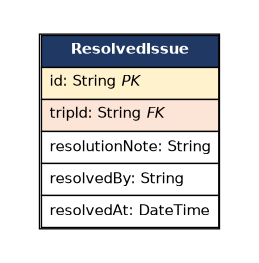 ResolvedIssue
id: String PK
tripId: String FK
resolutionNote: String
resolvedBy: String
resolvedAt: DateTime